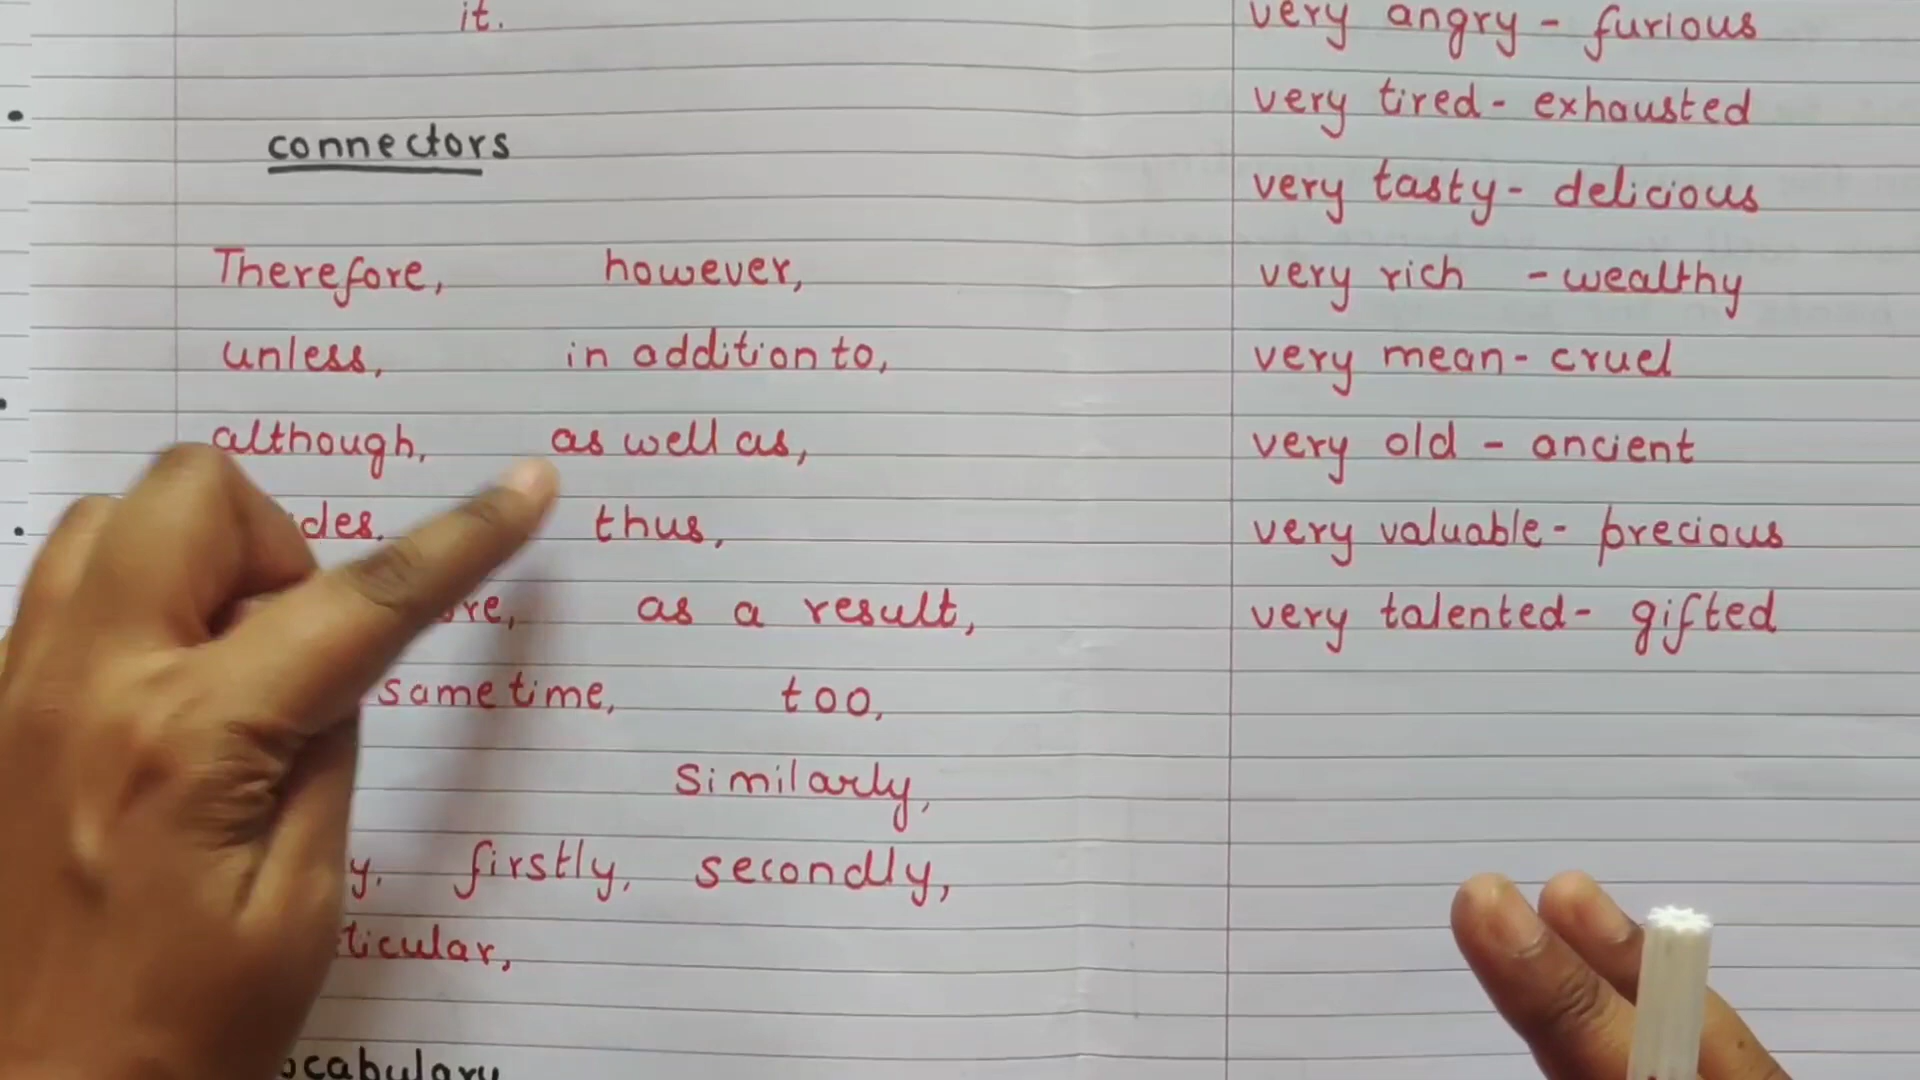 it.
connectors
Therefore, however,
unless, in addition to,
although, as well as,
thus,
as a result,
same time, too,
Similarly,
firstly, secondly,
very angry - furious
very tired - exhausted
very tasty - delicious
very rich - wealthy
very mean - cruel
very old - ancient
very valuable - precious
very talented - gifted